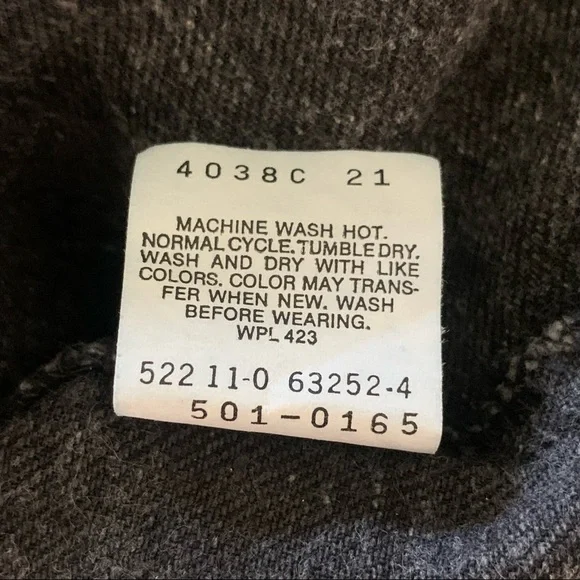 4038C 21
MACHINE WASH HOT.
NORMAL CYCLE. TUMBLE DRY.
WASH AND DRY WITH LIKE
COLORS. COLOR MAY TRANS-
FER WHEN NEW. WASH
BEFORE WEARING.
WPL 423
522 11-0 63252-4
501-0165